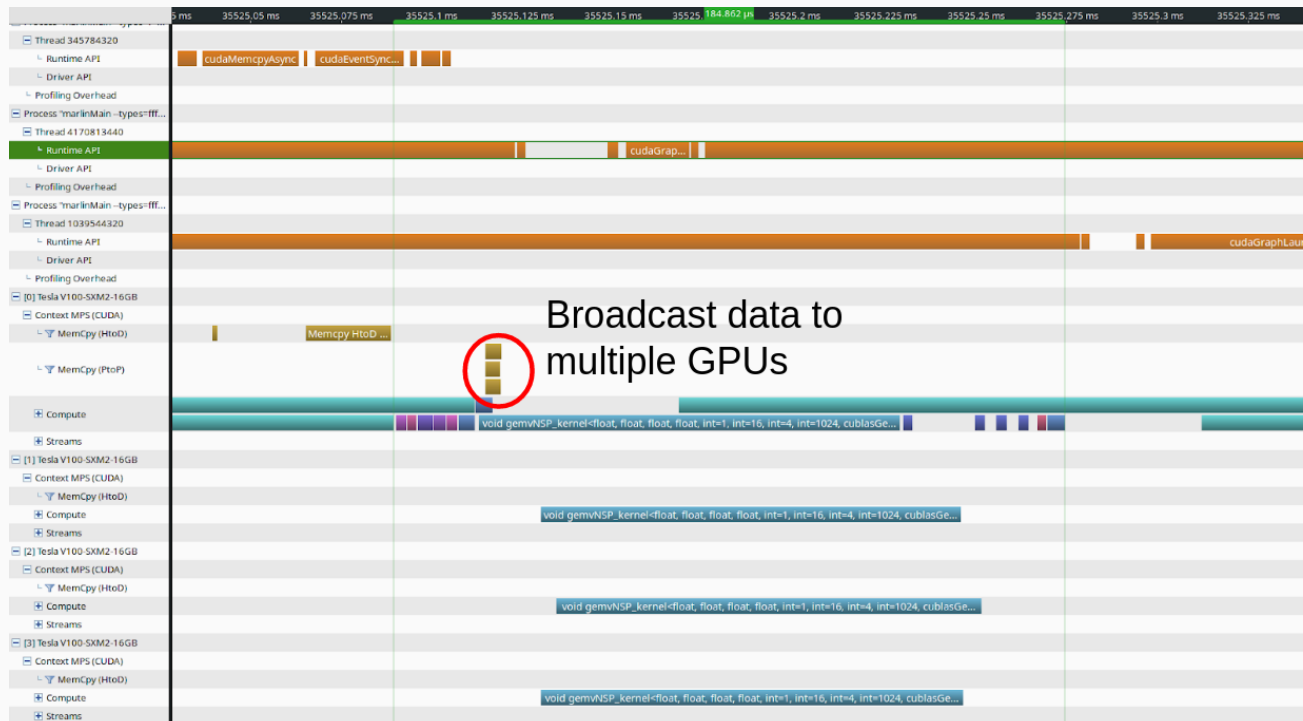 5 ms 35525.05 ms 35525.075 ms 35525.1 ms 35525.125 ms 35525.15 ms 35525. 184.862 µs 35525.2 ms 35525.225 ms 35525.25 ms 35525.275 ms 35525.3 ms 35525.325 ms
Thread 345784320
Runtime API cudaMemcpyAsync cudaEventSync...
Driver API
Profiling Overhead
Process "marlinMain --types=fff...
Thread 4170813440
Runtime API cudaGrap...
Driver API
Profiling Overhead
Process "marlinMain --types=fff...
Thread 1039544320
Runtime API cudaGraphLau
Driver API
Profiling Overhead
[0] Tesla V100-SXM2-16GB
Context MPS (CUDA)
MemCpy (HtoD) Memcpy HtoD ...
Broadcast data to
multiple GPUs
MemCpy (PtoP)
Compute
void gemvNSP_kernel<float, float, float, float, int=1, int=16, int=4, int=1024, cublasGe...
Streams
[1] Tesla V100-SXM2-16GB
Context MPS (CUDA)
MemCpy (HtoD)
Compute void gemvNSP_kernel<float, float, float, float, int=1, int=16, int=4, int=1024, cublasGe...
Streams
[2] Tesla V100-SXM2-16GB
Context MPS (CUDA)
MemCpy (HtoD)
Compute void gemvNSP_kernel<float, float, float, float, int=1, int=16, int=4, int=1024, cublasGe...
Streams
[3] Tesla V100-SXM2-16GB
Context MPS (CUDA)
MemCpy (HtoD)
Compute void gemvNSP_kernel<float, float, float, float, int=1, int=16, int=4, int=1024, cublasGe...
Streams